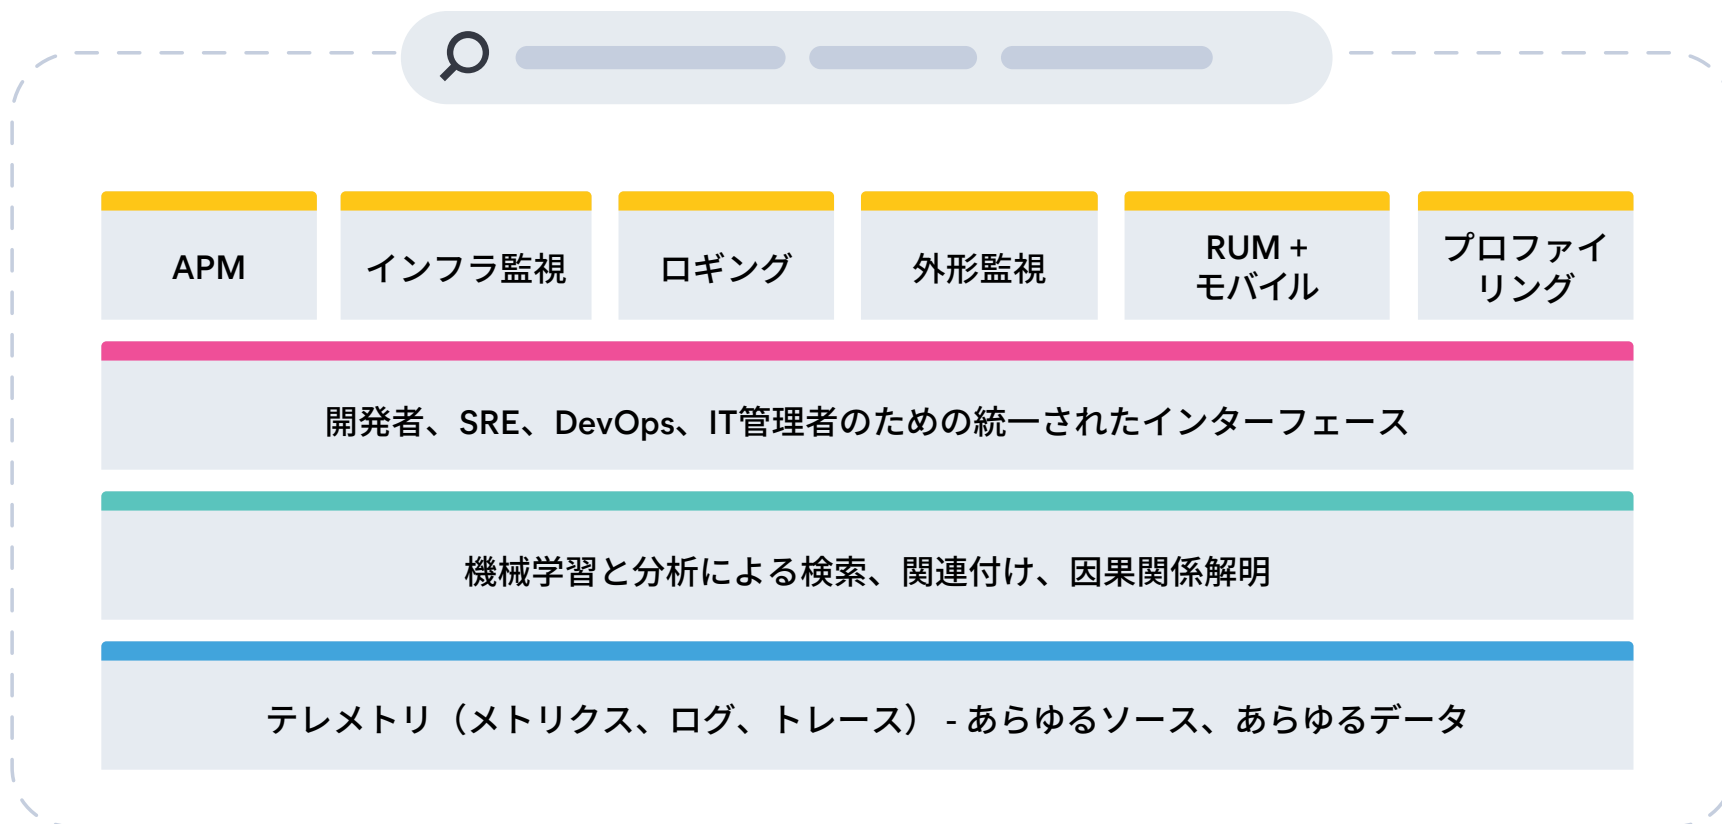 APM
インフラ監視
ロギング
外形監視
RUM +
モバイル
プロファイ
リング
開発者、SRE、DevOps、IT管理者のための統一されたインターフェース
機械学習と分析による検索、関連付け、因果関係解明
テレメトリ（メトリクス、ログ、トレース） - あらゆるソース、あらゆるデータ